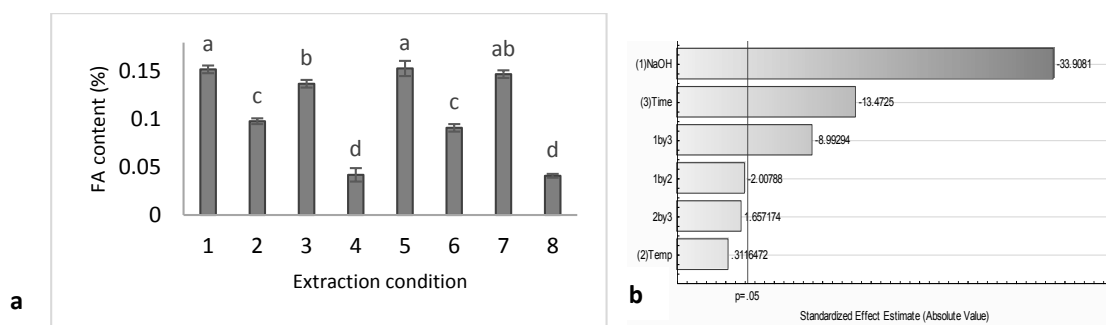 a a
b ab
c c
d d
0.15
0.1
0.05
0
FA content (%)
1 2 3 4 5 6 7 8
Extraction condition
a
(1)NaOH -33.9081
(3)Time -13.4725
1by3 -8.99294
1by2 -2.00788
2by3 1.657174
(2)Temp .3116472
p=.05
Standardized Effect Estimate (Absolute Value)
b